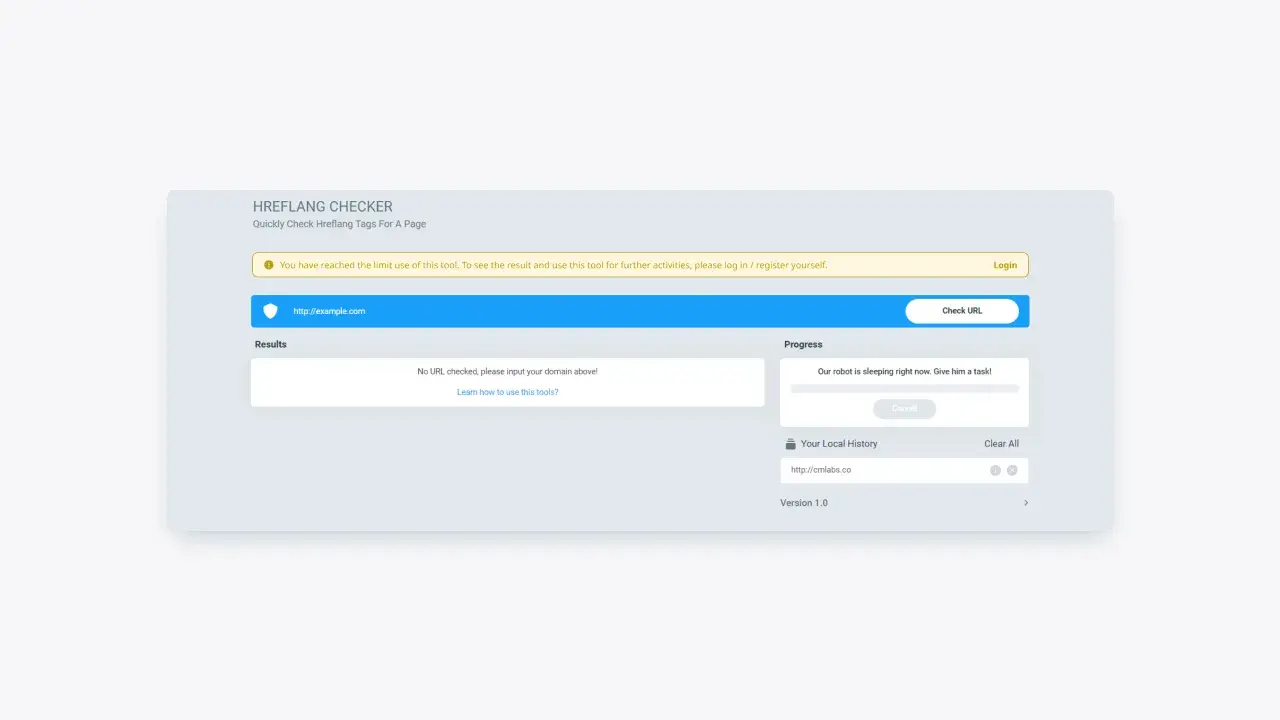 HREFLANG CHECKER
Quickly Check Hreflang Tags For A Page
You have reached the limit use of this tool. To see the result and use this tool for further activities, please log in / register yourself.
Login
http://example.com
Check URL
Results
No URL checked, please input your domain above!
Learn how to use this tools?
Progress
Our robot is sleeping right now. Give him a task!
Cancel
Your Local History
Clear All
http://cmlabs.co
Version 1.0